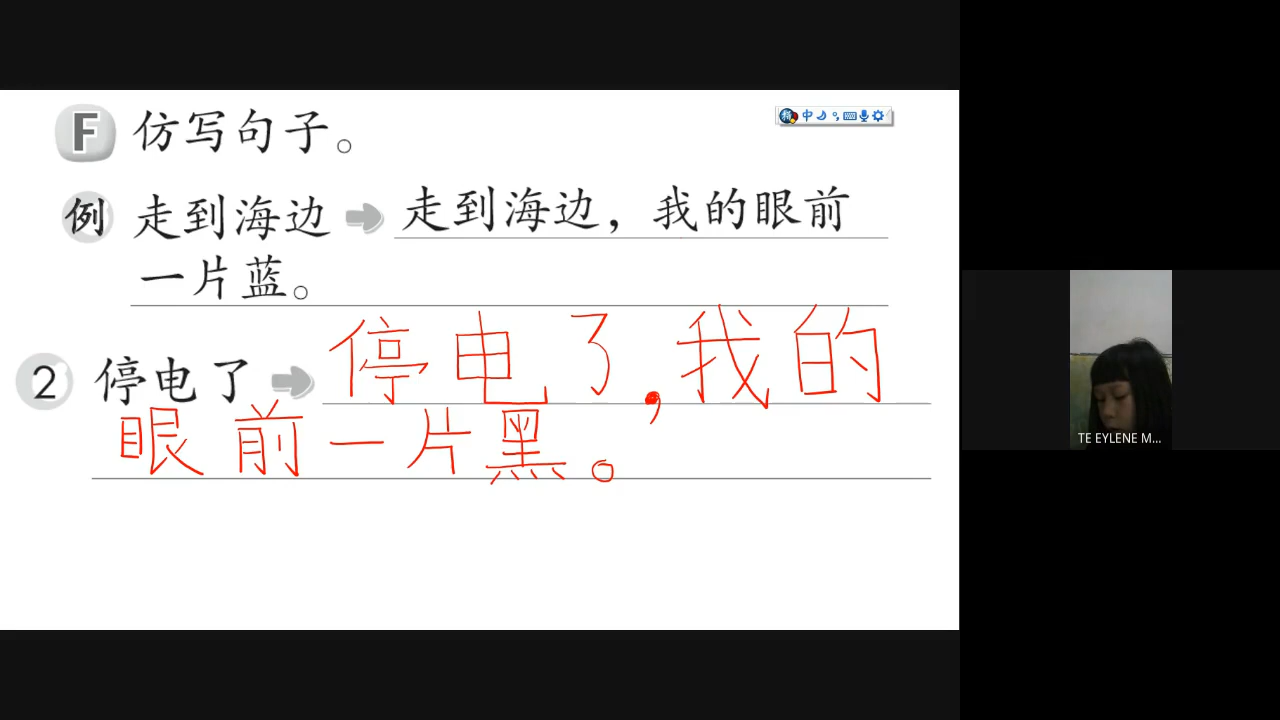 F 仿写句子。
中
例 走到海边 走到海边，我的眼前
一片蓝。
2 停电了 停电了，我的
眼前一片黑。
TE EYLENE M...